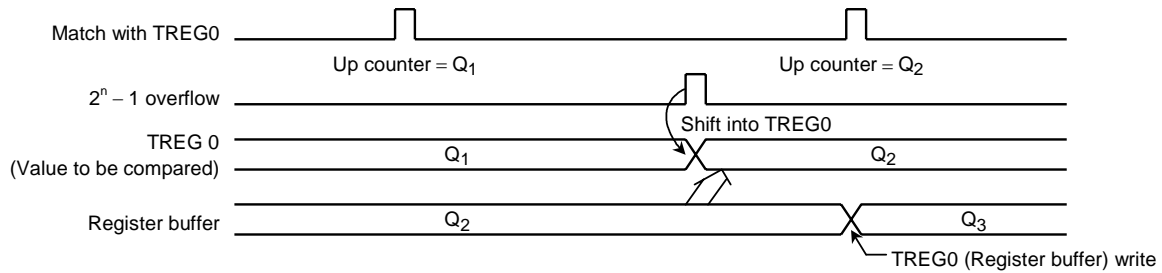 Match with TREG0
Up counter = Q₁
Up counter = Q₂
2ⁿ – 1 overflow
Shift into TREG0
TREG 0
(Value to be compared)
Q₁
Q₂
Register buffer
Q₂
Q₃
TREG0 (Register buffer) write